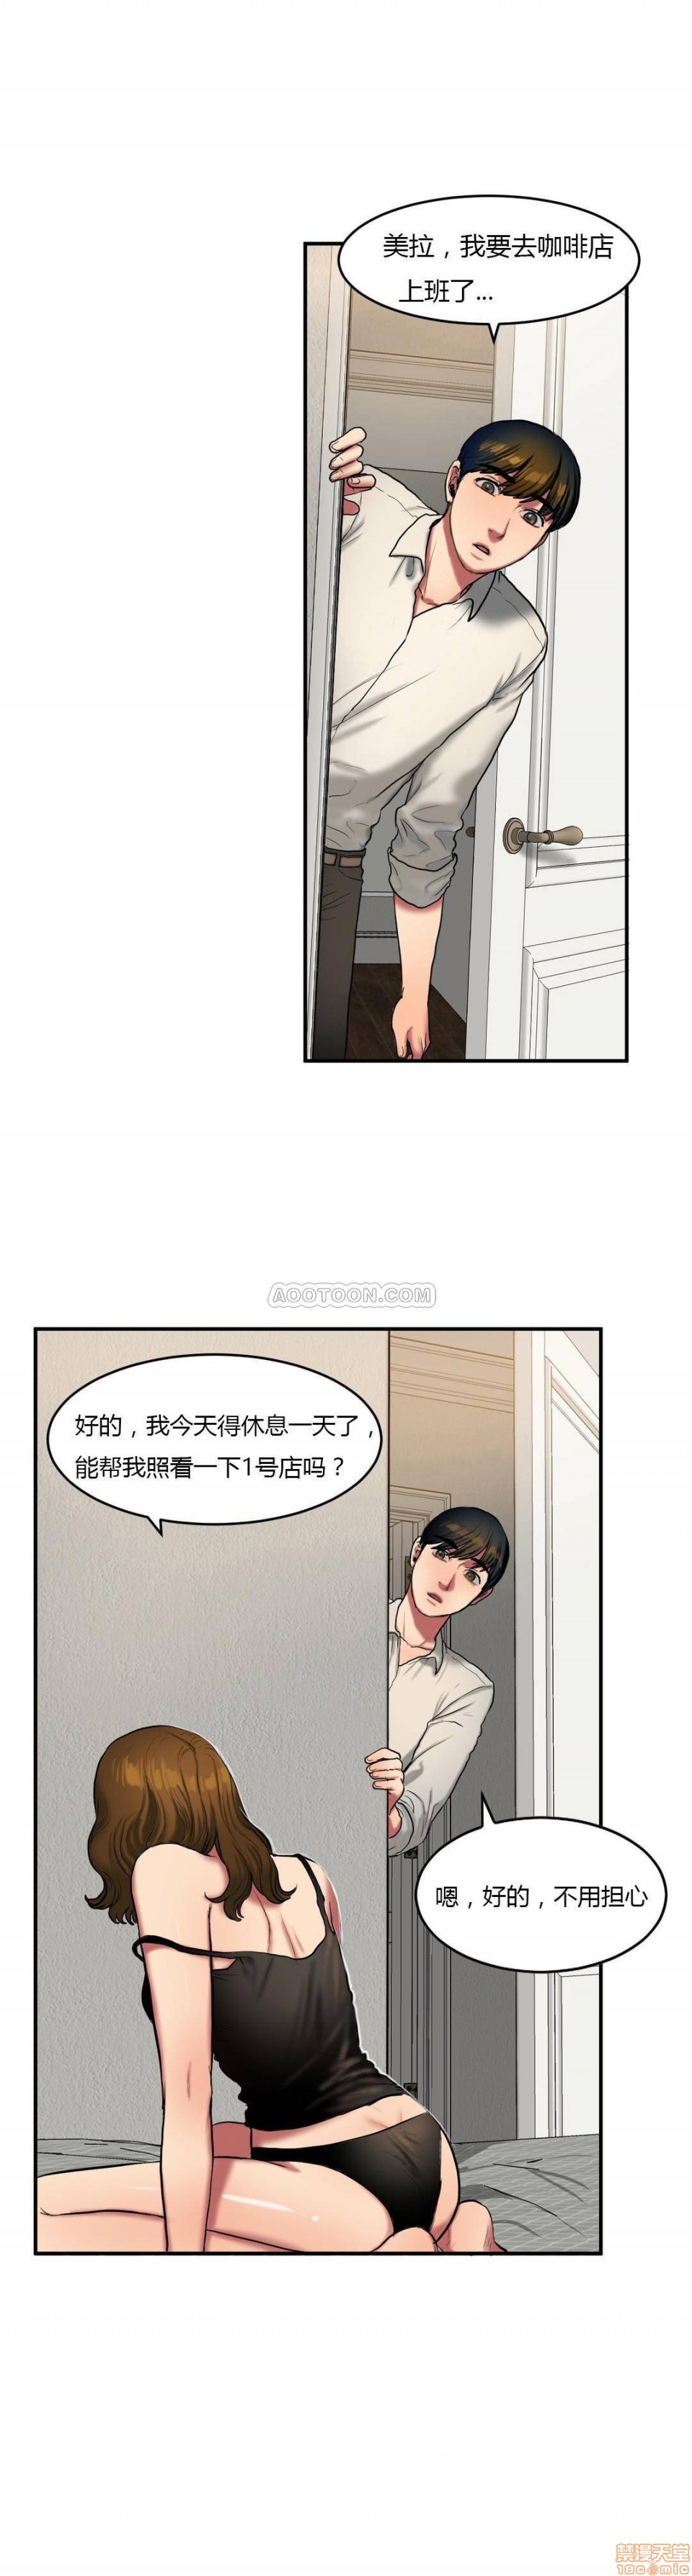 美拉，我要去咖啡店
上班了...
AOOTOON.COM
好的，我今天得休息一天了，
能帮我照看一下1号店吗？
嗯，好的，不用担心
禁漫天堂
18comic